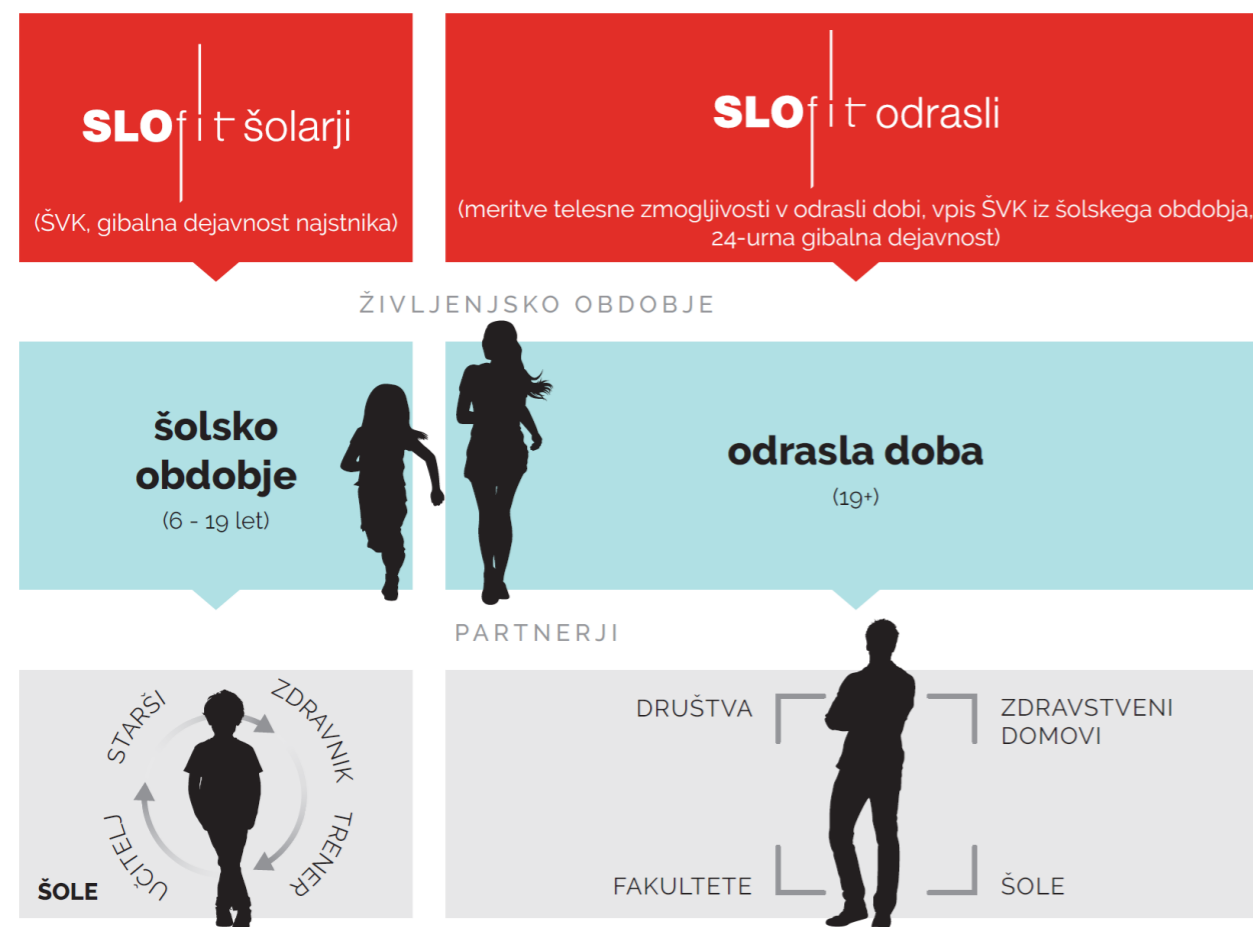 SLOfit šolarji
(ŠVK, gibalna dejavnost najstnika)
SLOfit odrasli
(meritve telesne zmogljivosti v odrasli dobi, vpis ŠVK iz šolskega obdobja,
24-urna gibalna dejavnost)
ŽIVLJENJSKO OBDOBJE
šolsko
obdobje
(6 - 19 let)
odrasla doba
(19+)
PARTNERJI
STARŠI
ZDRAVNIK
TRENER
UČITELJ
ŠOLE
DRUŠTVA
ZDRAVSTVENI
DOMOVI
FAKULTETE
ŠOLE